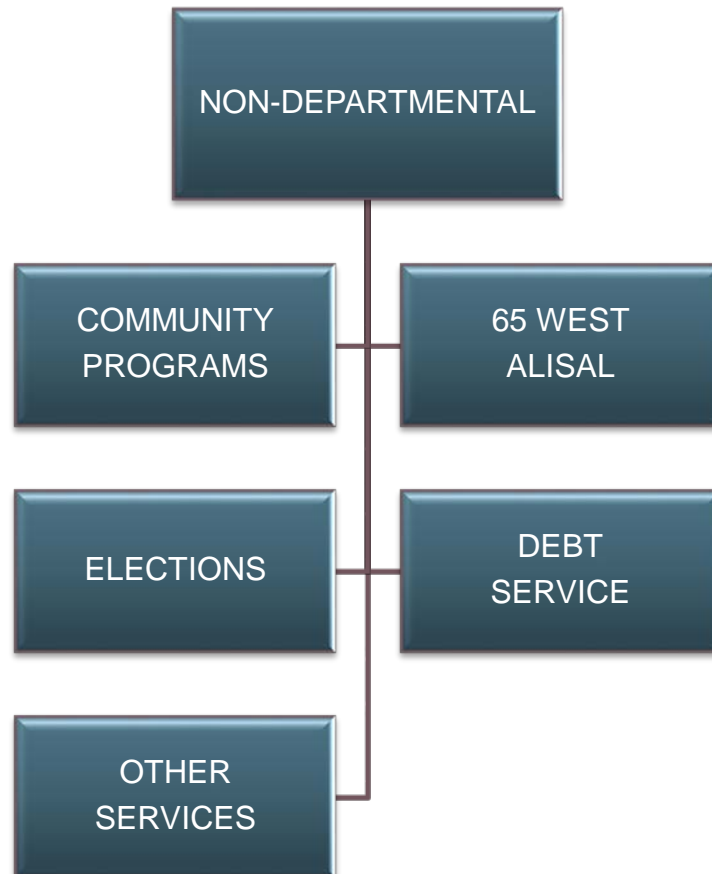 NON-DEPARTMENTAL
COMMUNITY
PROGRAMS
65 WEST
ALISAL
ELECTIONS
DEBT
SERVICE
OTHER
SERVICES